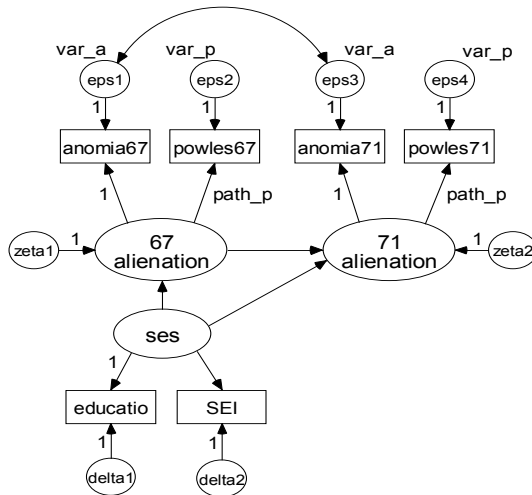 var_a var_p var_a var_p
eps1 eps2 eps3 eps4
1 1 1 1
anomia67 powles67 anomia71 powles71
1 path_p 1 path_p
zeta1 1 67 alienation 71 alienation 1 zeta2
ses
1
educatio SEI
1 1
delta1 delta2